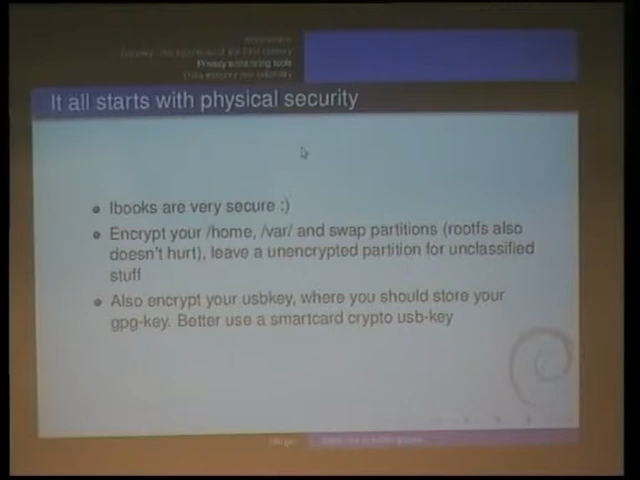 Privacy enhancing tools
It all starts with physical security
Ibooks are very secure :)
Encrypt your /home, /var/ and swap partitions (rootfs also
doesn't hurt), leave a unencrypted partition for unclassified
stuff
Also encrypt your usbkey, where you should store your
gpg-key. Better use a smartcard crypto usb-key